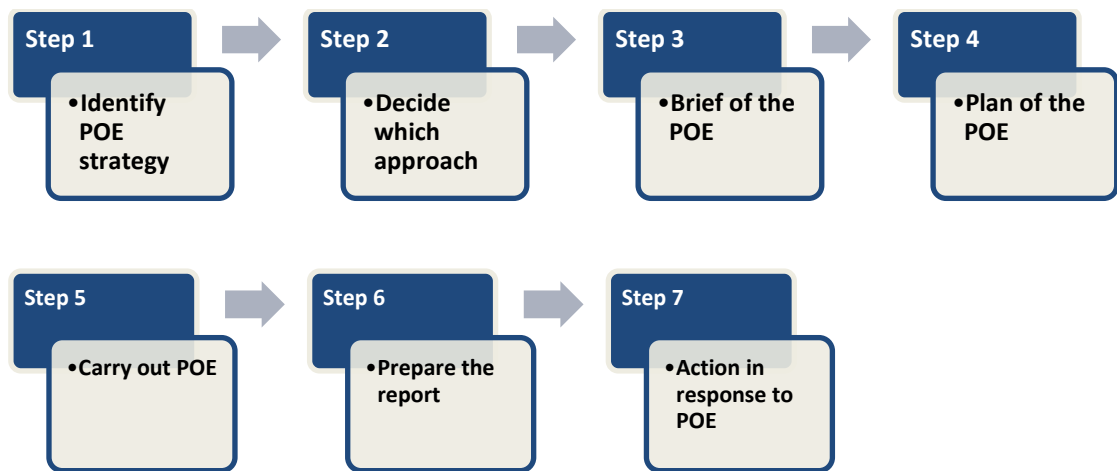 Step 1
•Identify
POE
strategy
Step 2
•Decide
which
approach
Step 3
•Brief of the
POE
Step 4
•Plan of the
POE
Step 5
•Carry out POE
Step 6
•Prepare the
report
Step 7
•Action in
response to
POE